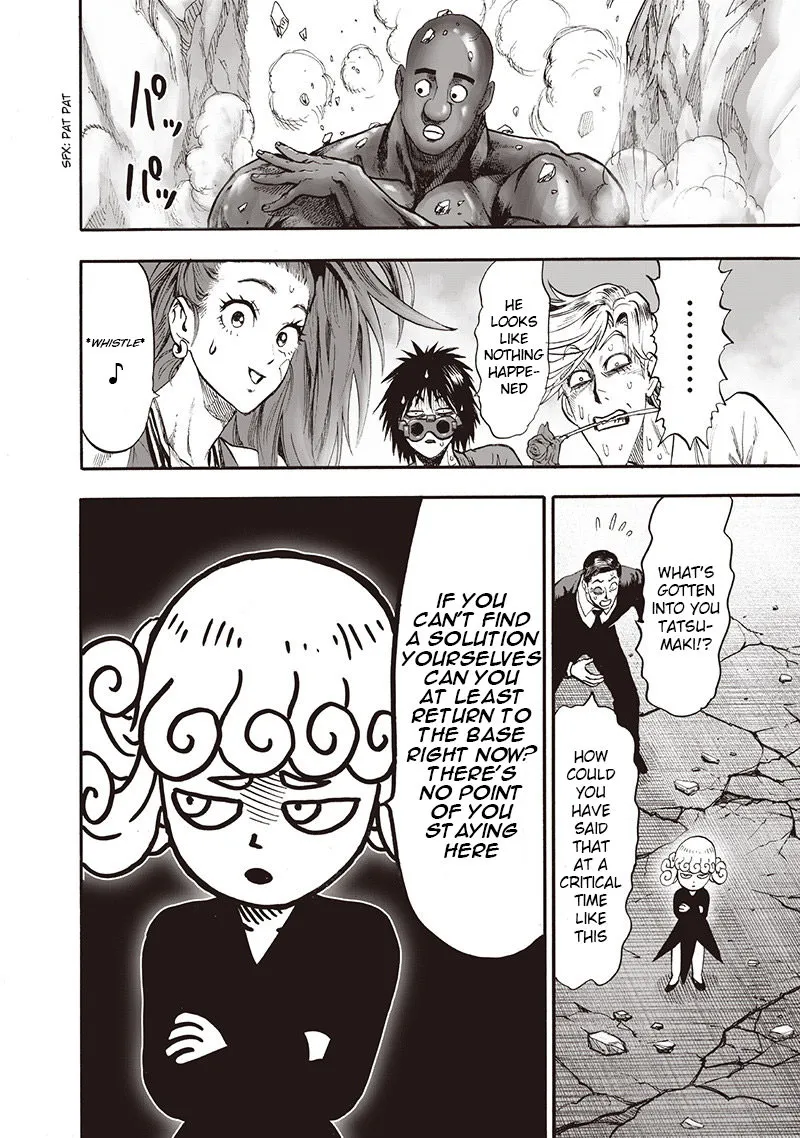 パッ
パッ
SFX: PAT PAT
......
HE
LOOKS
LIKE
NOTHING
HAPPE-
NED
*WHISTLE*
♪
WHAT'S
GOTTEN
INTO YOU
TATSU-
MAKI!?
HOW
COULD
YOU
HAVE
SAID
THAT
AT A
CRITICAL
TIME
LIKE
THIS
IF YOU
CAN'T FIND
A SOLUTION
YOURSELVES
CAN YOU
AT LEAST
RETURN TO
THE BASE
RIGHT NOW?
THERE'S
NO POINT
OF YOU
STAYING
HERE